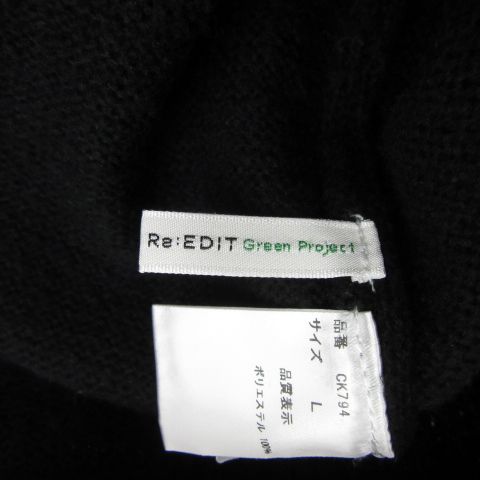 Re:EDIT Green Project
品番 CK794
サイズ L
品質表示
ポリエステル 100%